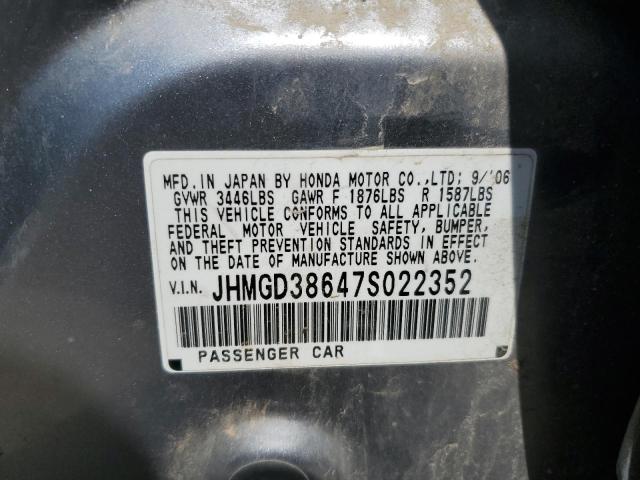 MFD. IN JAPAN BY HONDA MOTOR CO.,LTD; 9/'06
GVWR 3446LBS GAWR F 1876LBS R 1587LBS
THIS VEHICLE CONFORMS TO ALL APPLICABLE
FEDERAL MOTOR VEHICLE SAFETY, BUMPER,
AND THEFT PREVENTION STANDARDS IN EFFECT
ON THE DATE OF MANUFACTURE SHOWN ABOVE.
V.I.N. JHMGD38647S022352
PASSENGER CAR